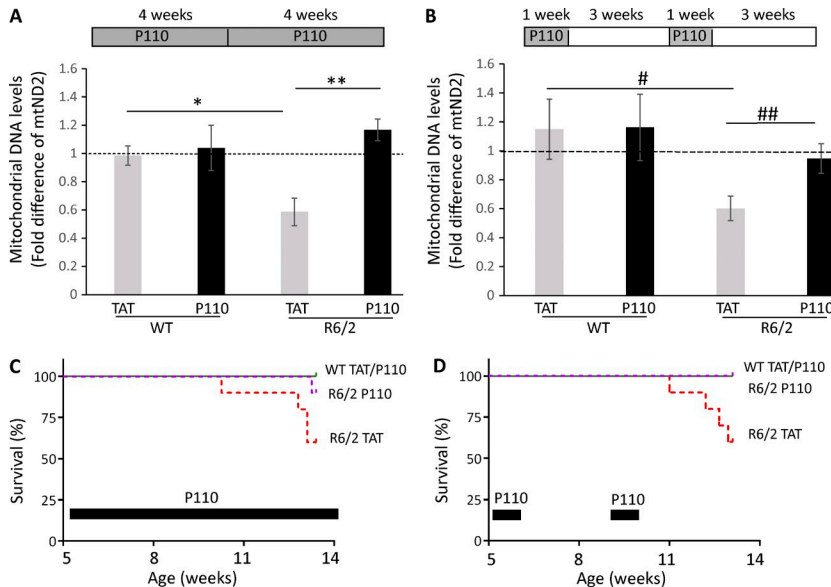 A
4 weeks 4 weeks
P110 P110
Mitochondrial DNA levels
(Fold difference of mtND2)
1.6
1.4
1.2
1
0.8
0.6
0.4
0.2
0
* **
TAT P110 TAT P110
WT R6/2
B
1 week 3 weeks 1 week 3 weeks
P110 P110
Mitochondrial DNA levels
(Fold difference of mtND2)
1.6
1.4
1.2
1
0.8
0.6
0.4
0.2
0
# ##
TAT P110 TAT P110
WT R6/2
C
Survival (%)
100
75
50
25
0
WT TAT/P110
R6/2 P110
R6/2 TAT
P110
5 8 11 14
Age (weeks)
D
Survival (%)
100
75
50
25
0
WT TAT/P110
R6/2 P110
R6/2 TAT
P110 P110
5 8 11 14
Age (weeks)